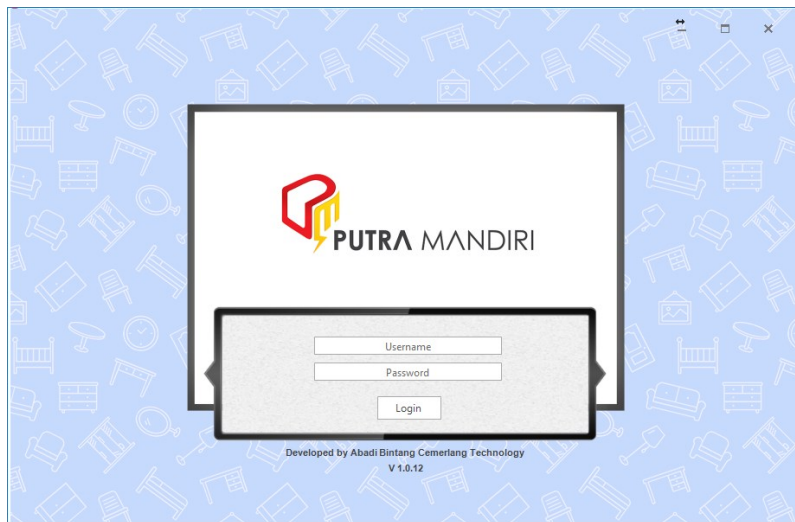 PUTRA MANDIRI
Username
Password
Login
Developed by Abadi Bintang Cemerlang Technology
V 1.0.12